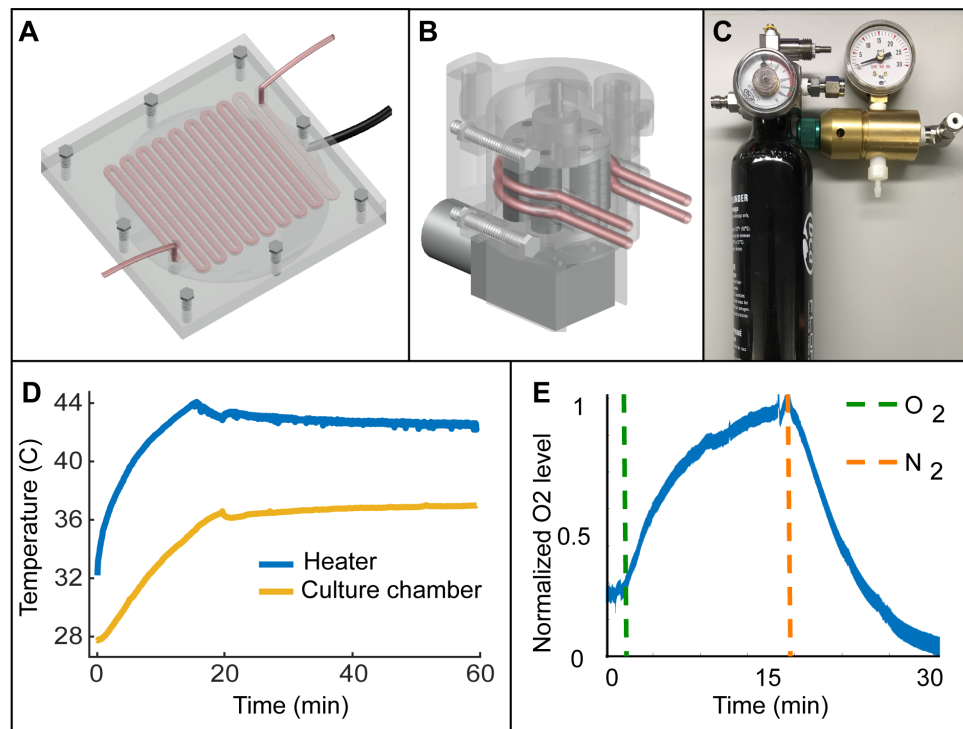 A
B
C
D
44
40
36
32
28
Temperature (C)
Heater
Culture chamber
0
20
40
60
Time (min)
E
1
0.5
0
Normalized O2 level
O 2
N 2
0
15
30
Time (min)